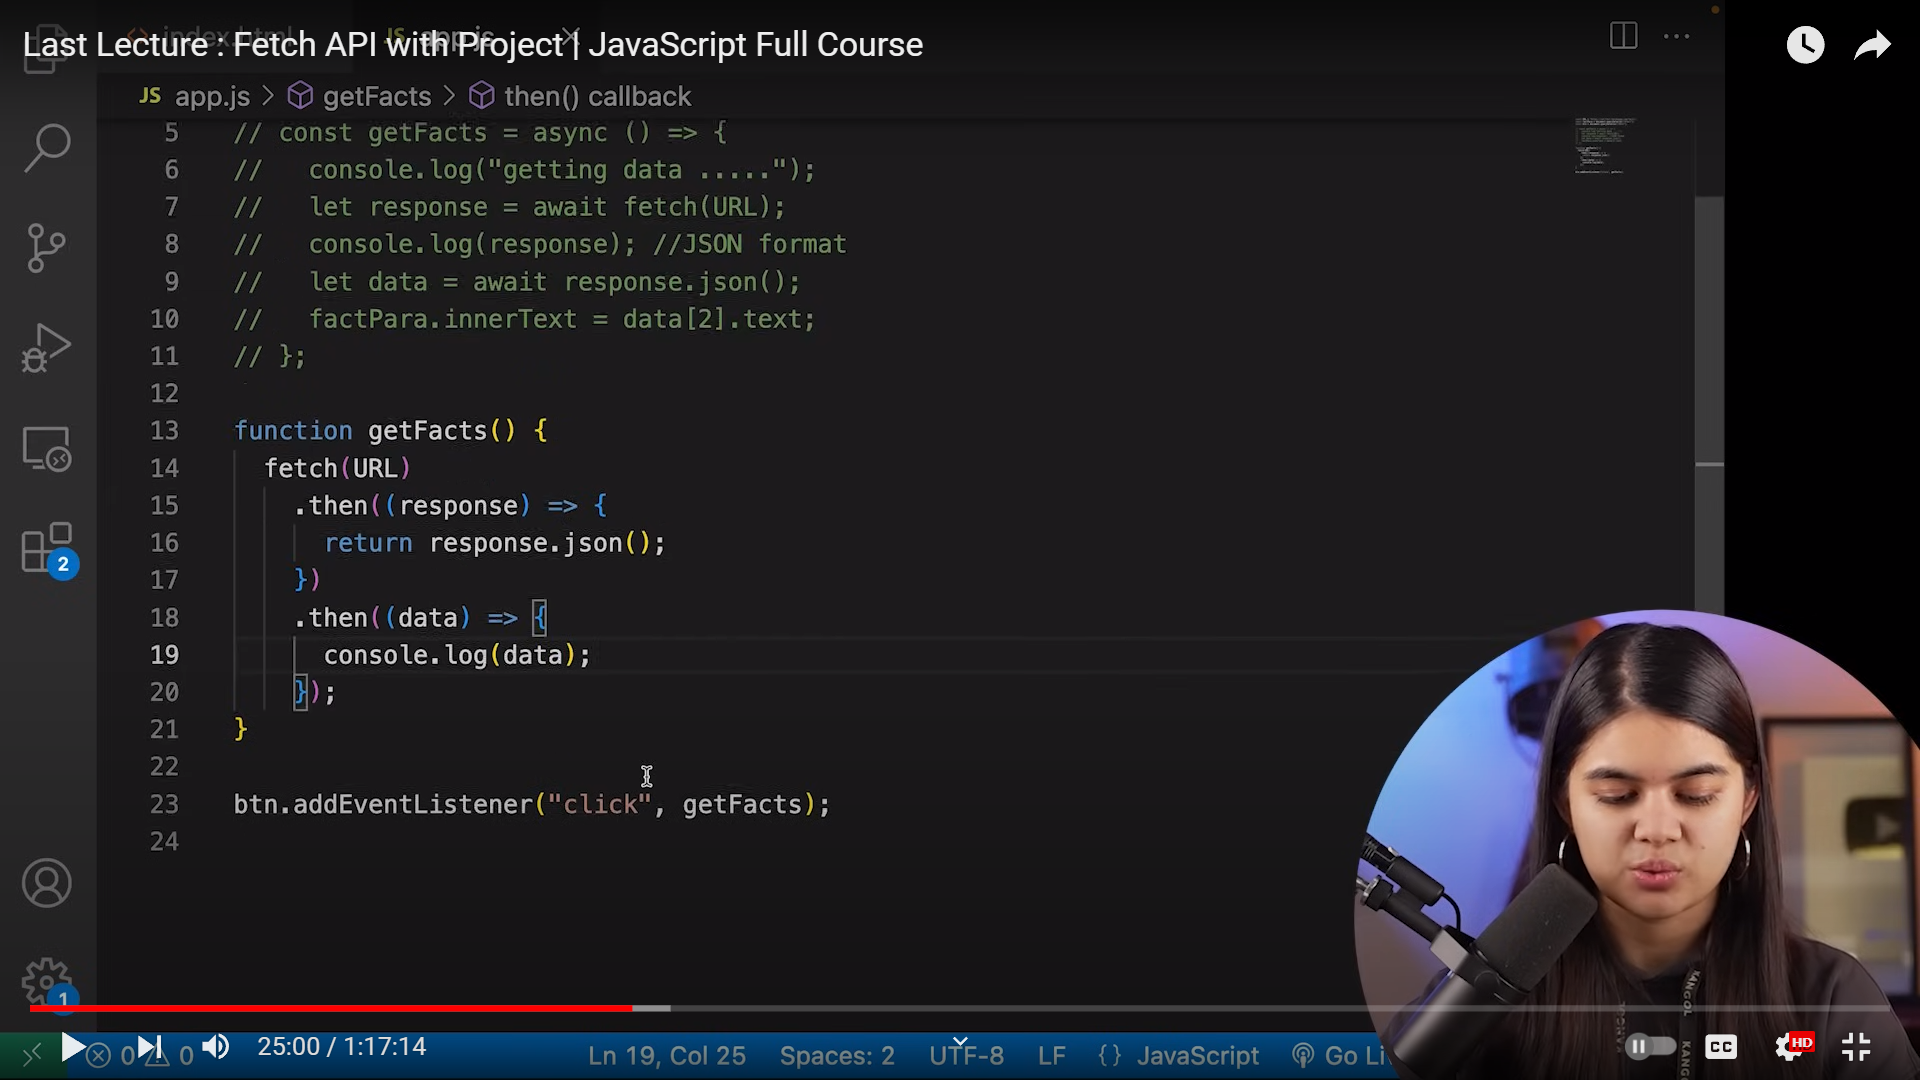 Last Lecture : Fetch API with Project | JavaScript Full Course
JS app.js > getFacts > then() callback
5 // const getFacts = async () => {
6 //   console.log("getting data .....");
7 //   let response = await fetch(URL);
8 //   console.log(response); //JSON format
9 //   let data = await response.json();
10 //   factPara.innerText = data[2].text;
11 // };
12
13 function getFacts() {
14   fetch(URL)
15     .then((response) => {
16       return response.json();
17     })
18     .then((data) => {
19       console.log(data);
20     });
21 }
22
23 btn.addEventListener("click", getFacts);
24
2
1
KANGOL
25:00 / 1:17:14
0 0 Ln 19, Col 25 Spaces: 2 UTF-8 LF {} JavaScript Go Li
CC HD